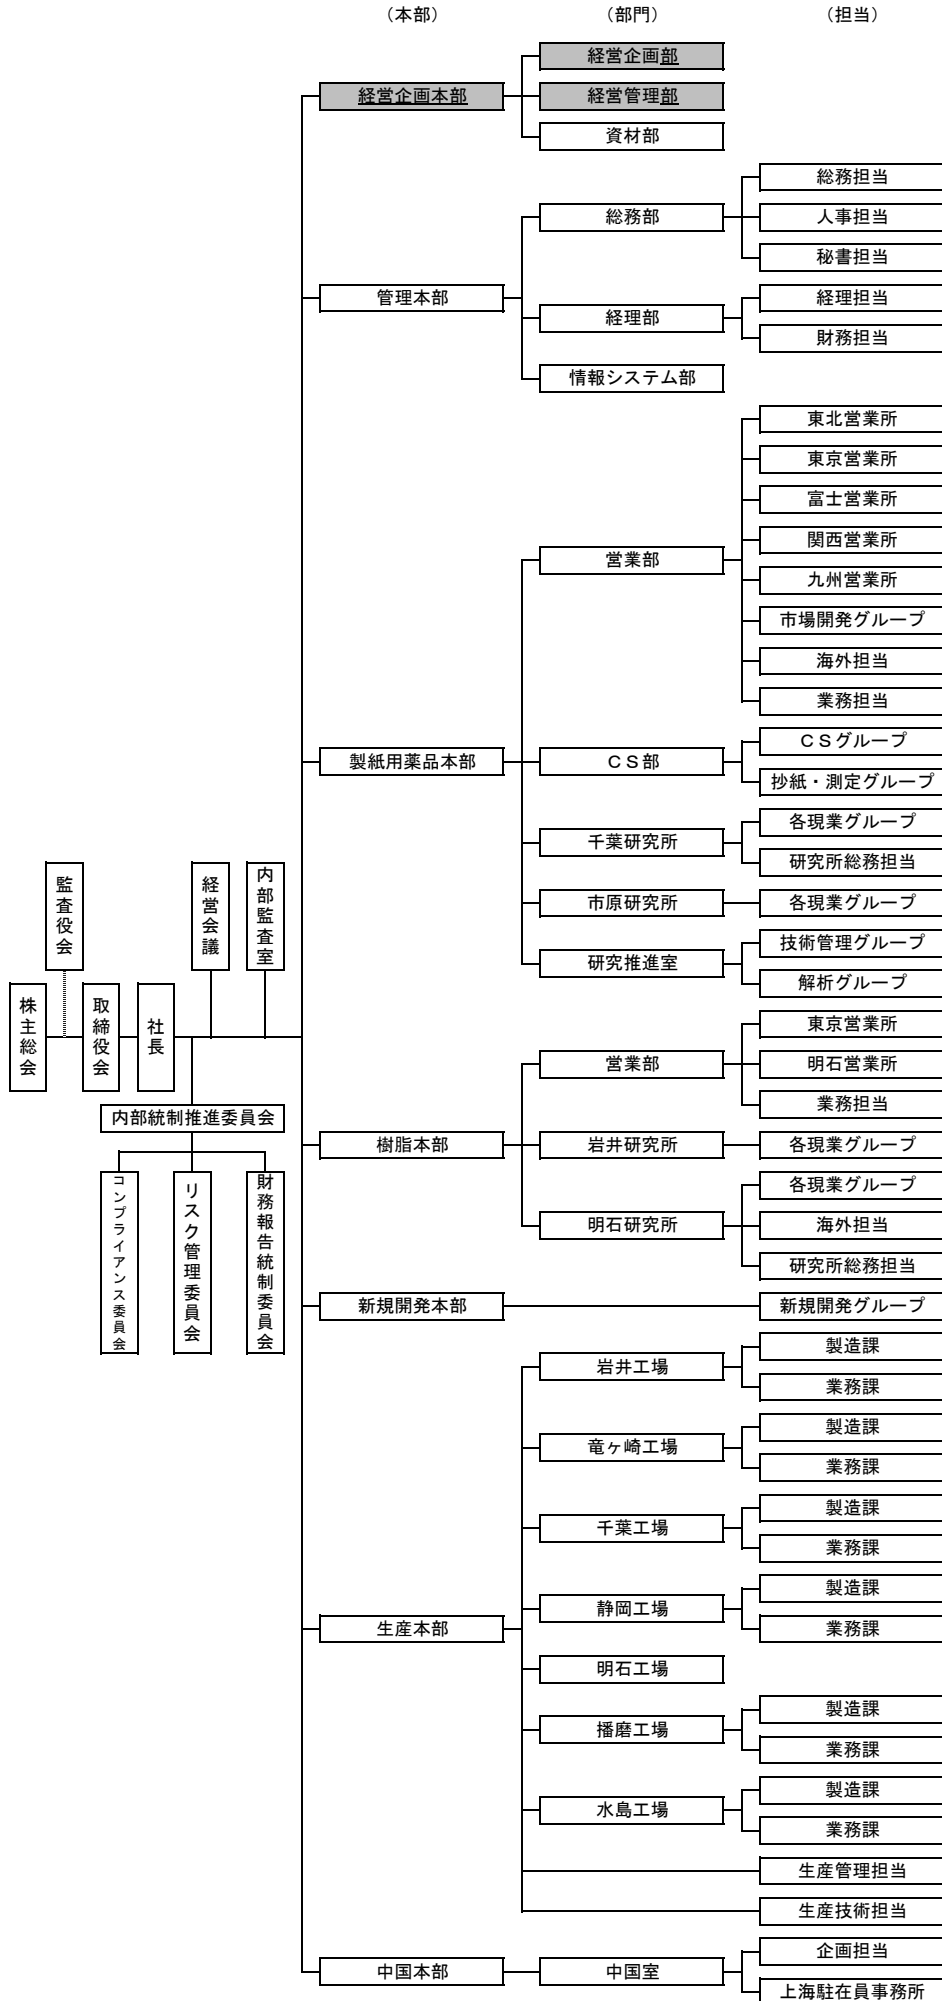 （本部）
（部門）
（担当）
経営企画本部
経営企画部
経営管理部
資材部
管理本部
総務部
総務担当
人事担当
秘書担当
経理部
経理担当
財務担当
情報システム部
製紙用薬品本部
営業部
東北営業所
東京営業所
富士営業所
関西営業所
九州営業所
市場開発グループ
海外担当
業務担当
ＣＳ部
ＣＳグループ
抄紙・測定グループ
千葉研究所
各現業グループ
研究所総務担当
市原研究所
各現業グループ
研究推進室
技術管理グループ
解析グループ
監査役会
経営会議
内部監査室
株主総会
取締役会
社長
内部統制推進委員会
コンプライアンス委員会
リスク管理委員会
財務報告統制委員会
樹脂本部
営業部
東京営業所
明石営業所
業務担当
岩井研究所
各現業グループ
明石研究所
各現業グループ
海外担当
研究所総務担当
新規開発本部
新規開発グループ
生産本部
岩井工場
製造課
業務課
竜ヶ崎工場
製造課
業務課
千葉工場
製造課
業務課
静岡工場
製造課
業務課
明石工場
播磨工場
製造課
業務課
水島工場
製造課
業務課
生産管理担当
生産技術担当
中国本部
中国室
企画担当
上海駐在員事務所